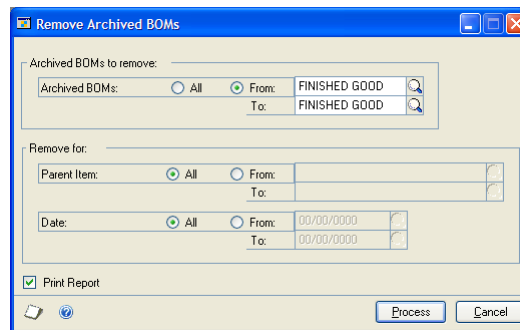 Remove Archived BOMs
Archived BOMs to remove:
Archived BOMs: All From: FINISHED GOOD
To: FINISHED GOOD
Remove for:
Parent Item: All From:
To:
Date: All From: 00/00/0000
To: 00/00/0000
Print Report
Process Cancel